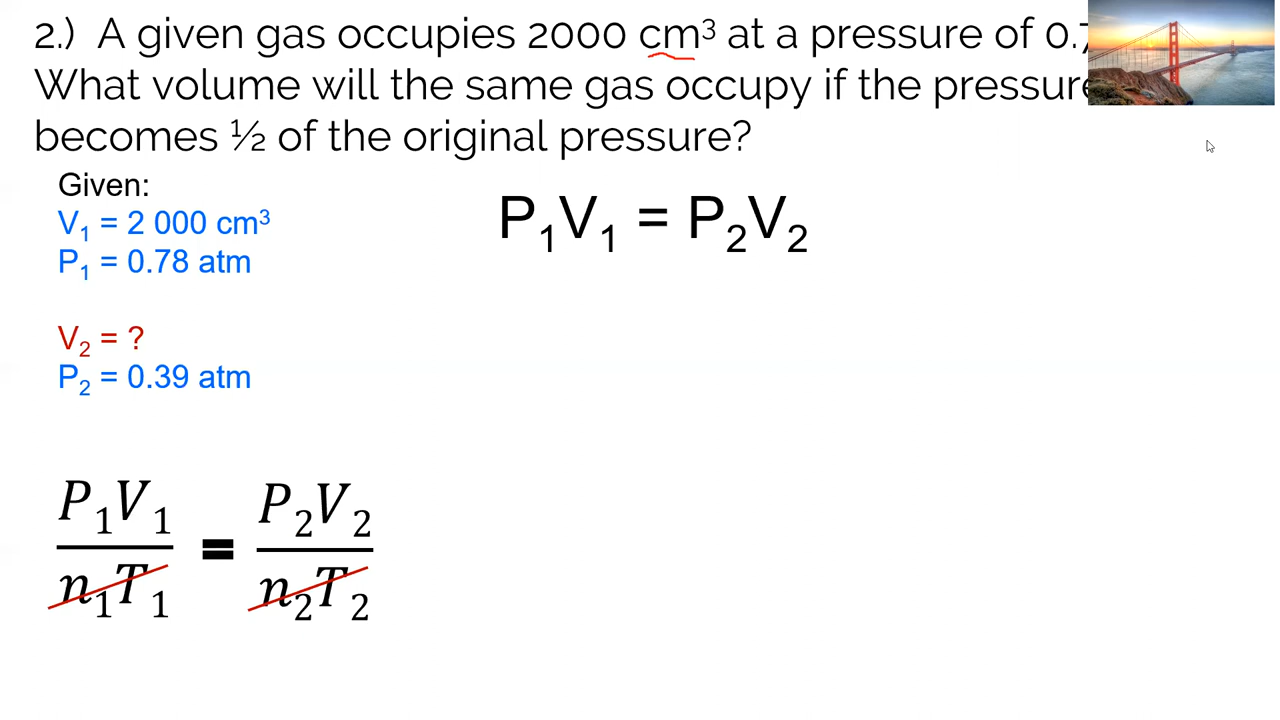 2.) A given gas occupies 2000 cm³ at a pressure of 0.7
What volume will the same gas occupy if the pressure
becomes ½ of the original pressure?
Given:
V₁ = 2 000 cm³
P₁ = 0.78 atm
V₂ = ?
P₂ = 0.39 atm
P₁V₁ = P₂V₂
P₁V₁ = P₂V₂
n₁T₁ n₂T₂